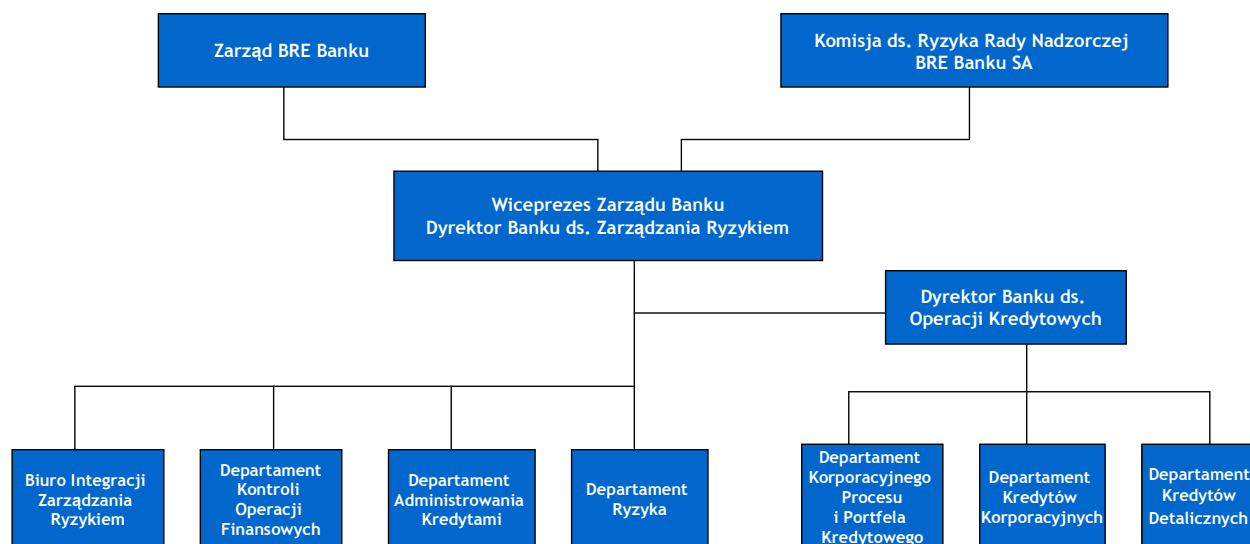 Zarząd BRE Banku
Komisja ds. Ryzyka Rady Nadzorczej
BRE Banku SA
Wiceprezes Zarządu Banku
Dyrektor Banku ds. Zarządzania Ryzykiem
Dyrektor Banku ds.
Operacji Kredytowych
Biuro Integracji
Zarządzania
Ryzykiem
Departament
Kontroli
Operacji
Finansowych
Departament
Administrowania
Kredytami
Departament
Ryzyka
Departament
Korporacyjnego
Procesu
i Portfela
Kredytowego
Departament
Kredytów
Korporacyjnych
Departament
Kredytów
Detalicznych